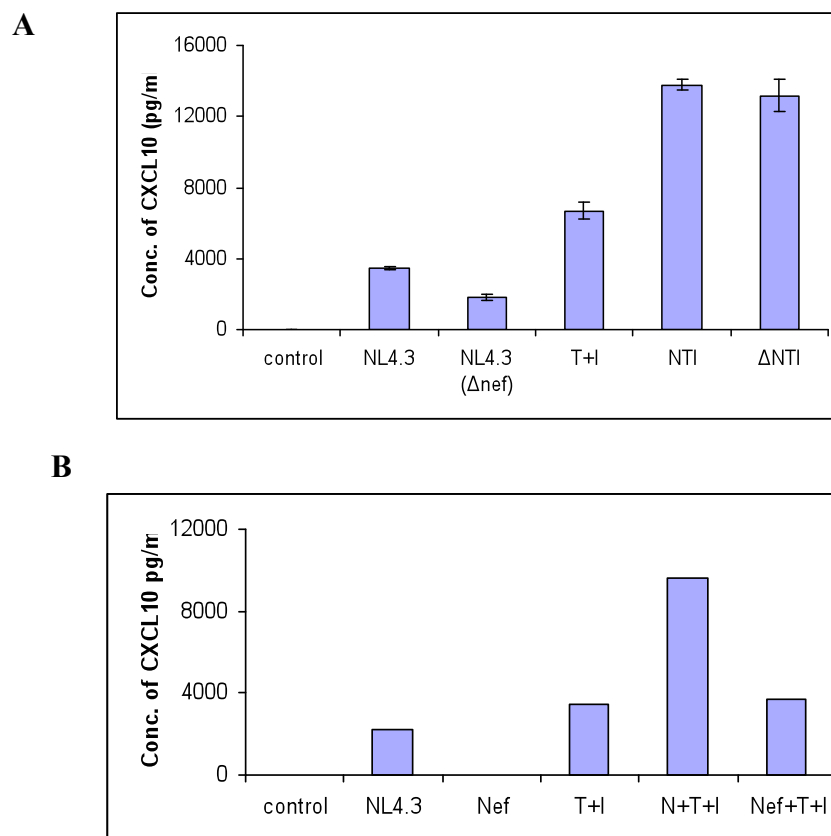 A
Conc. of CXCL10 (pg/m
16000
12000
8000
4000
0
control NL4.3 NL4.3 T+I NTI ΔNTI
(Δnef)
B
Conc. of CXCL10 pg/m
12000
8000
4000
0
control NL4.3 Nef T+I N+T+I Nef+T+I